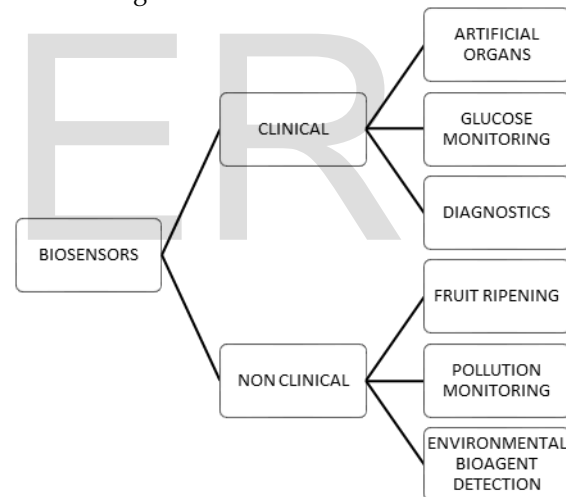 ER
ARTIFICIAL
ORGANS
CLINICAL
GLUCOSE
MONITORING
DIAGNOSTICS
BIOSENSORS
FRUIT RIPENING
NON CLINICAL
POLLUTION
MONITORING
ENVIRONMENTAL
BIOAGENT
DETECTION